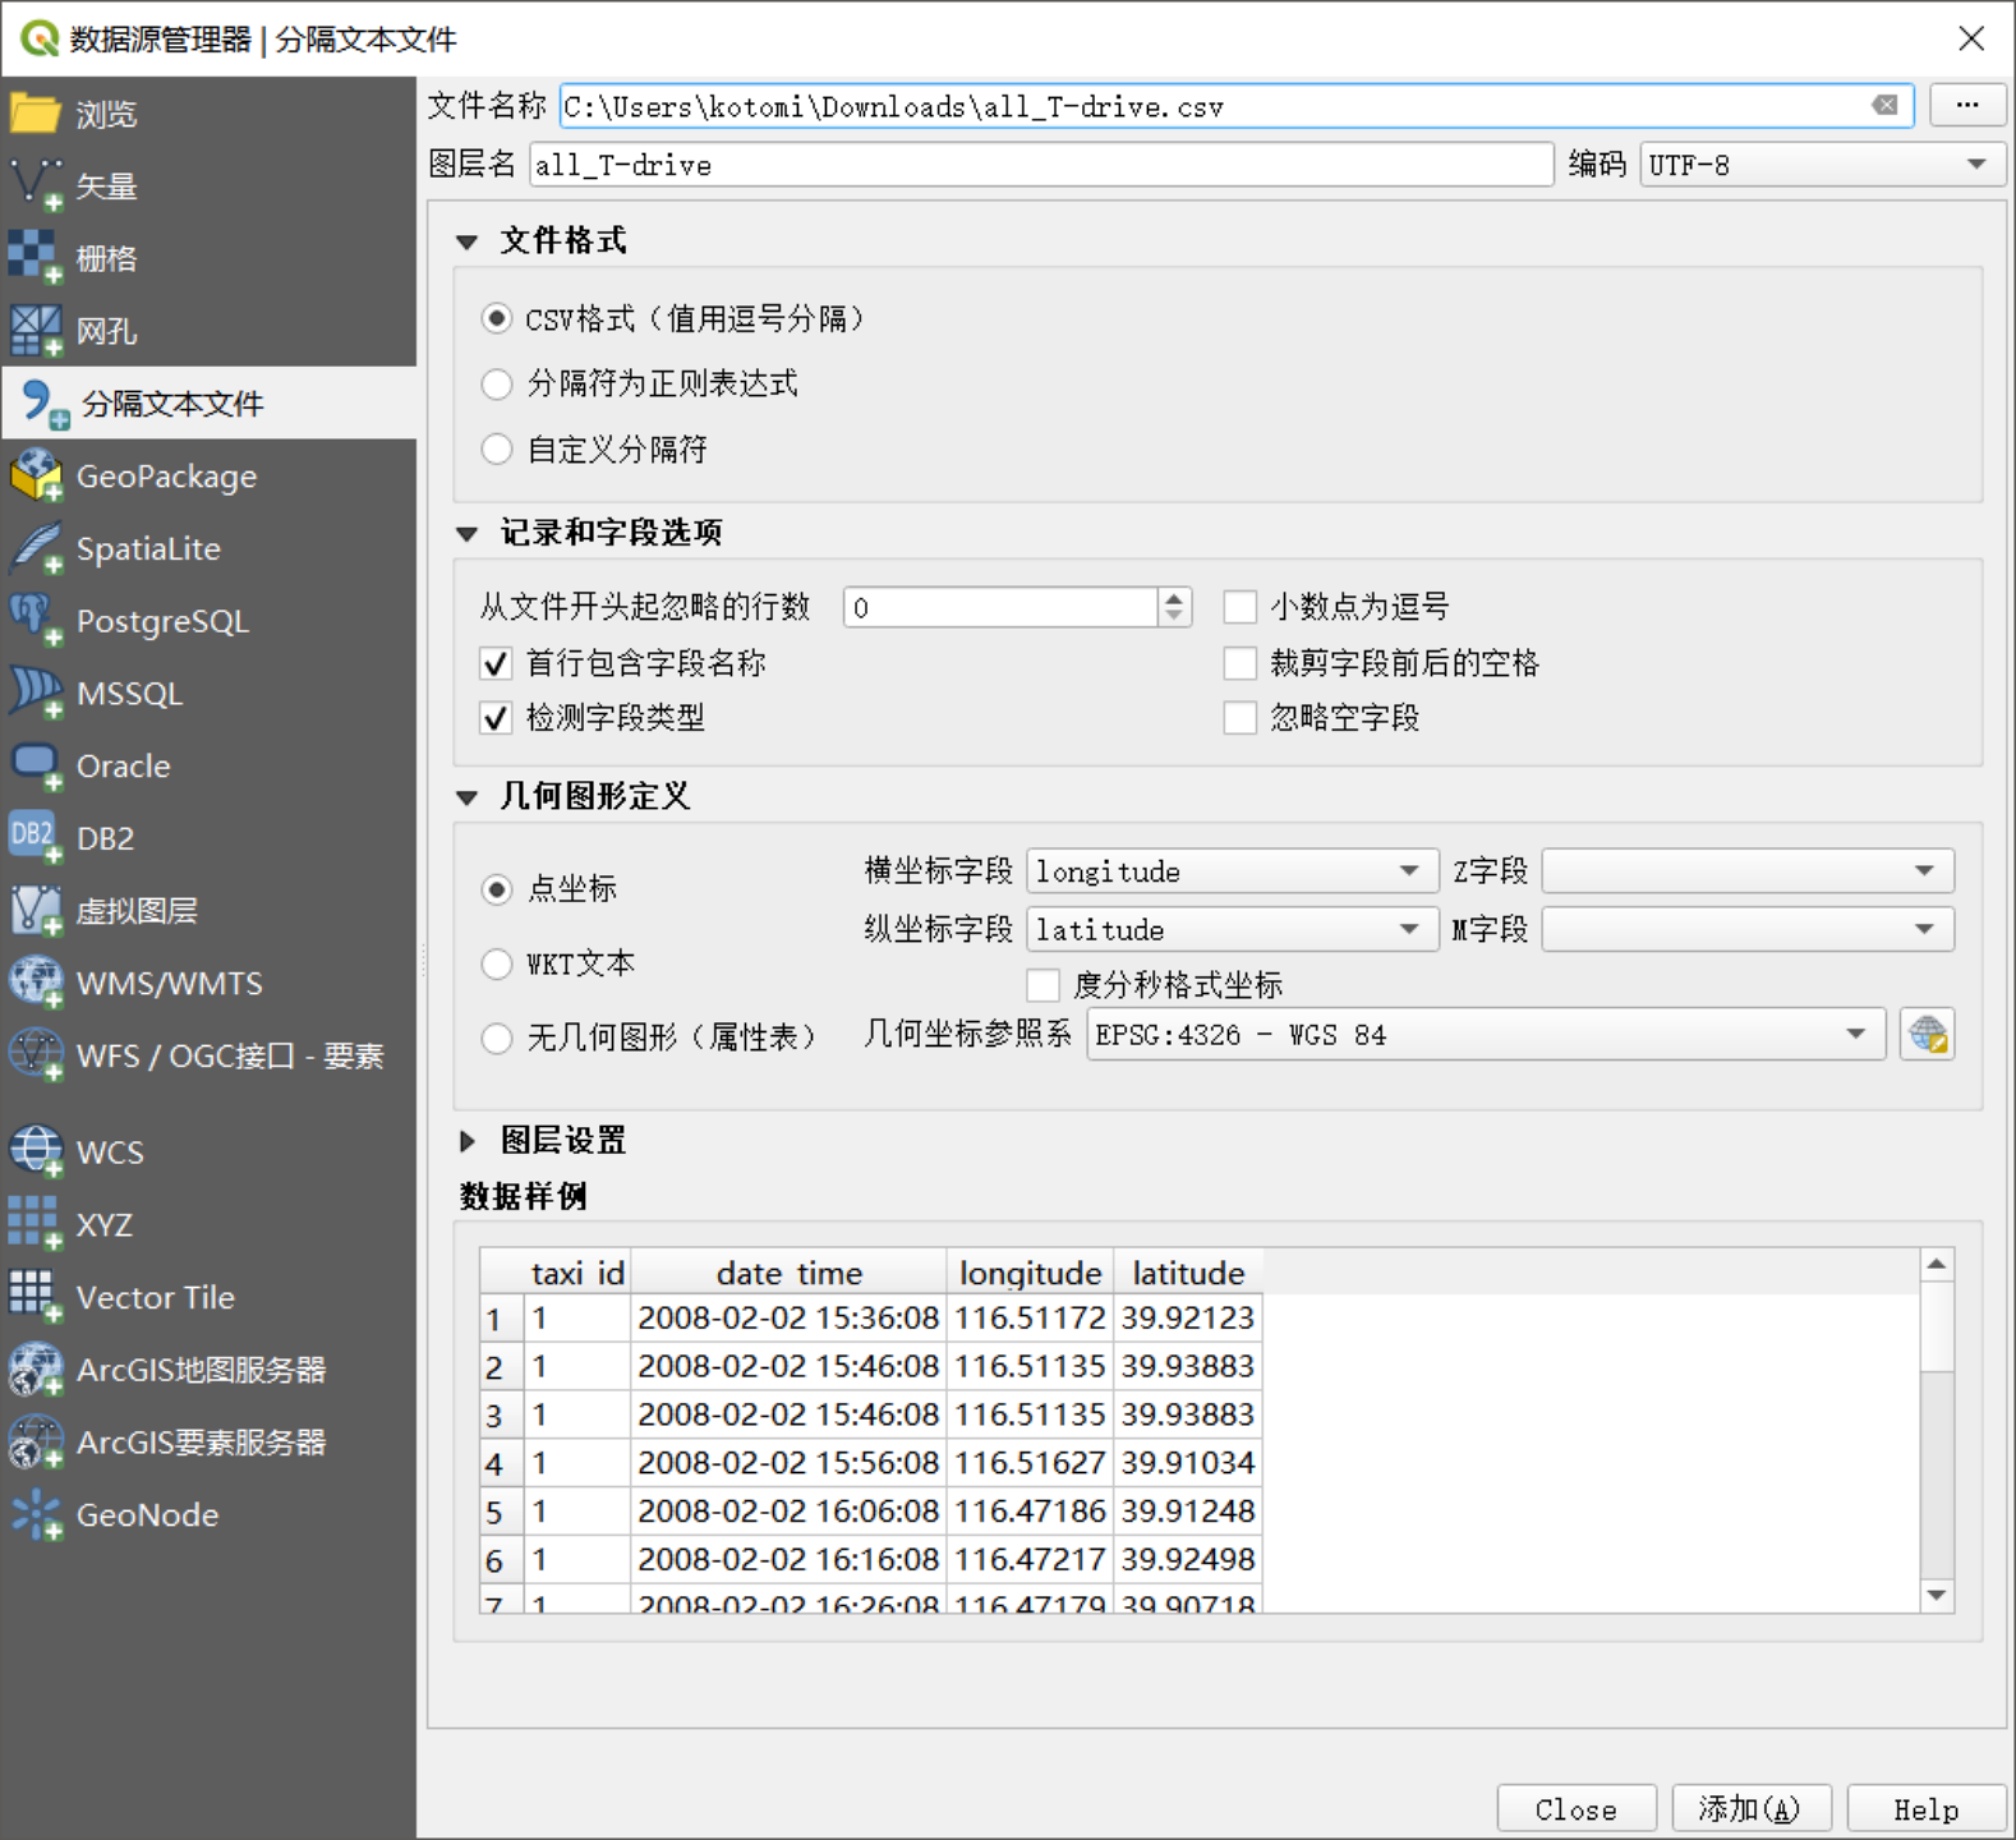 数据源管理器 | 分隔文本文件
浏览
矢量
栅格
网孔
分隔文本文件
GeoPackage
SpatiaLite
PostgreSQL
MSSQL
Oracle
DB2
DB2
虚拟图层
WMS/WMTS
WFS / OGC接口 - 要素
WCS
XYZ
Vector Tile
ArcGIS地图服务器
ArcGIS要素服务器
GeoNode
文件名称 C:\Users\kotomi\Downloads\all_T-drive.csv ...
图层名 all_T-drive 编码 UTF-8
文件格式
CSV格式（值用逗号分隔）
分隔符为正则表达式
自定义分隔符
记录和字段选项
从文件开头起忽略的行数 0 小数点为逗号
首行包含字段名称 裁剪字段前后的空格
检测字段类型 忽略空字段
几何图形定义
点坐标 横坐标字段 longitude Z字段
纵坐标字段 latitude M字段
WKT文本
度分秒格式坐标
无几何图形（属性表） 几何坐标参照系 EPSG:4326 - WGS 84
图层设置
数据样例
taxi_id date_time longitude latitude
1 1 2008-02-02 15:36:08 116.51172 39.92123
2 1 2008-02-02 15:46:08 116.51135 39.93883
3 1 2008-02-02 15:46:08 116.51135 39.93883
4 1 2008-02-02 15:56:08 116.51627 39.91034
5 1 2008-02-02 16:06:08 116.47186 39.91248
6 1 2008-02-02 16:16:08 116.47217 39.92498
7 1 2008-02-02 16:26:08 116.47179 39.90718
Close 添加(A) Help